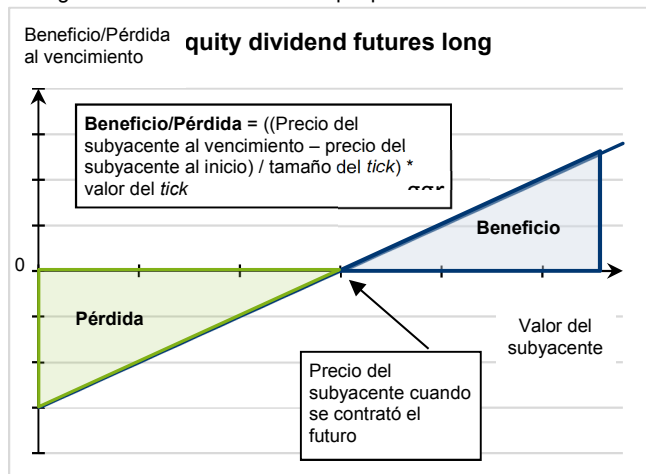 Beneficio/Pérdida
al vencimiento
quity dividend futures long
Beneficio/Pérdida = ((Precio del
subyacente al vencimiento – precio del
subyacente al inicio) / tamaño del tick) *
valor del tick
Beneficio
0
Pérdida
Valor del
subyacente
Precio del
subyacente cuando
se contrató el
futuro